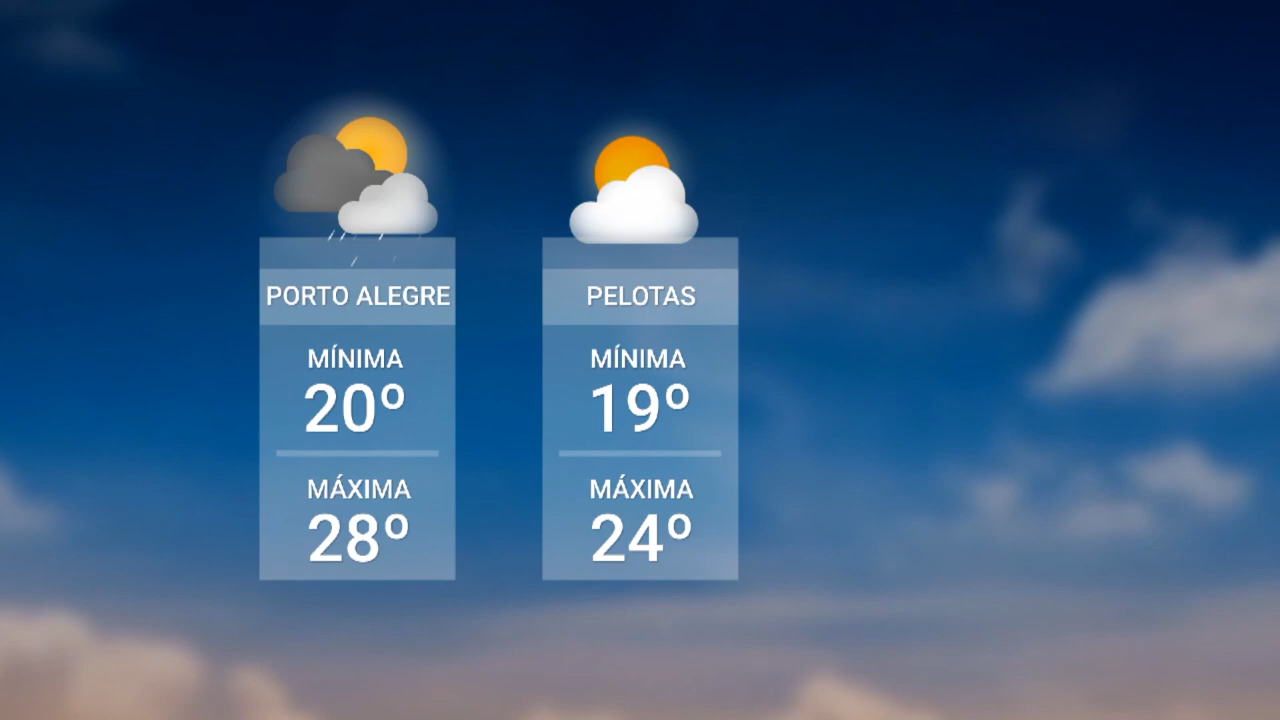 PORTO ALEGRE
MÍNIMA
20º
MÁXIMA
28º
PELOTAS
MÍNIMA
19º
MÁXIMA
24º